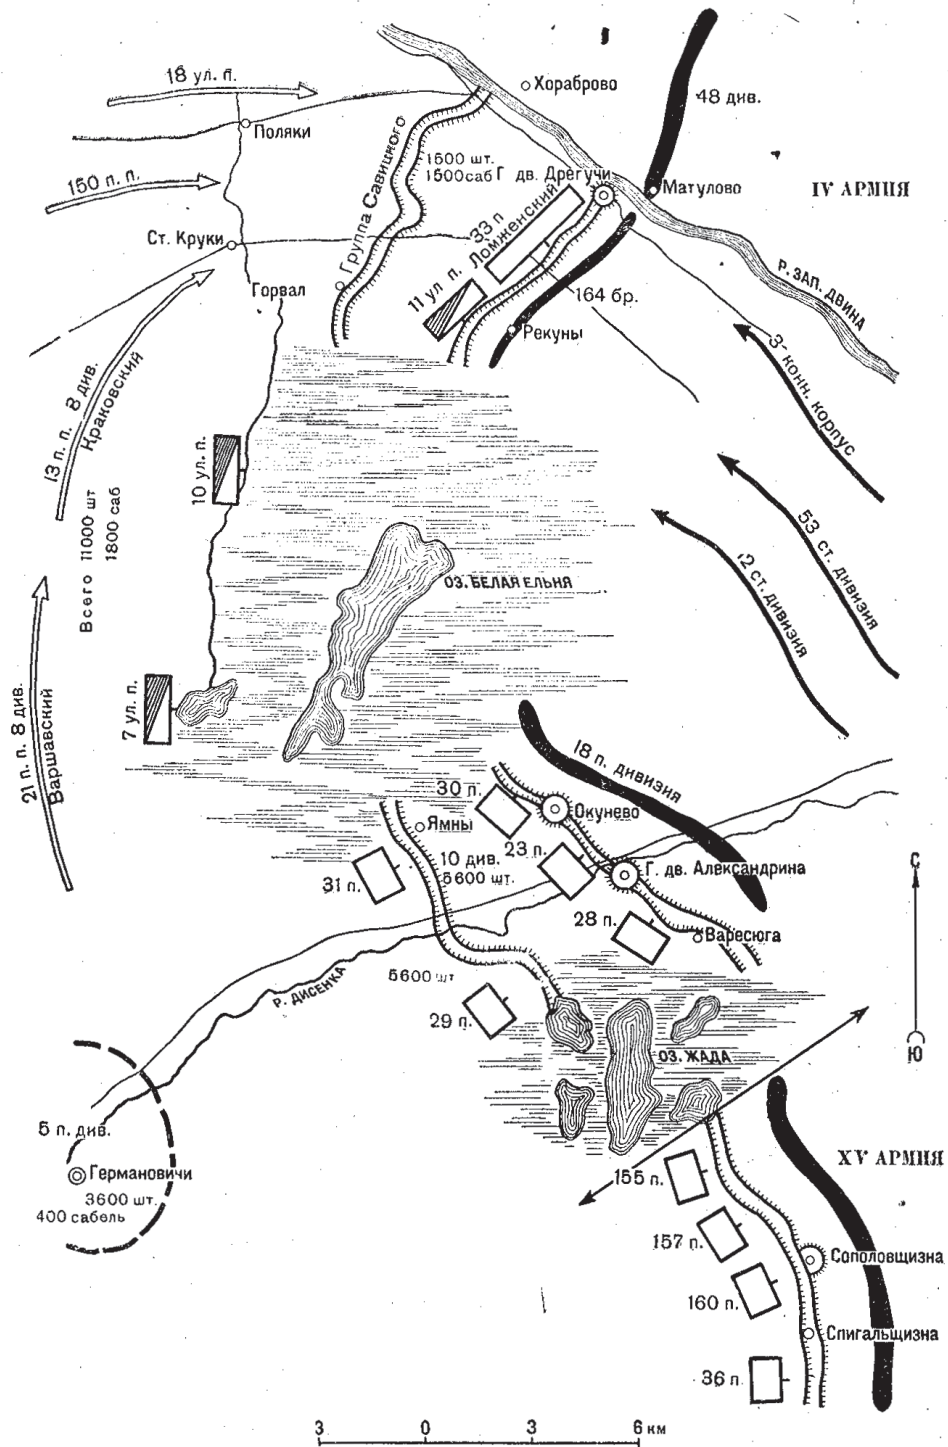 18 ул. п.
Хораброво
48 див.
Поляки
Группа Савицкого
1500 саб
Г. дв. Дрегучи
150 п. п.
Матулово
IV АРМИЯ
Ст. Круки
33 п
Ломженский
11 ул. п.
Р. ЗАП. ДВИНА
Горвал
164 бр.
Рекуны
13 п. п. 8 див.
Краковский
3- конн. корпус
10 ул. п.
Всего 11000 шт
1800 саб
53 ст. дивизия
12 ст. дивизия
ОЗ. БЕЛАЯ ЕЛЬНЯ
7 ул. п.
21 п. п. 8 див.
Варшавский
18 п. дивизия
30 п.
Окунево
Ямны
23 п.
10 див.
5600 шт.
31 п.
Г. дв. Александрина
28 п.
Варесюга
С
Р. ДИСЕНКА
5600 шт
29 п.
ОЗ. ЖАДА
Ю
5 п. див.
Германовичи
3600 шт.
400 сабель
XV АРМИЯ
155 п.
157 п.
Сополовщизна
160 п.
Спигальщизна
36 п
3 0 3 6 км